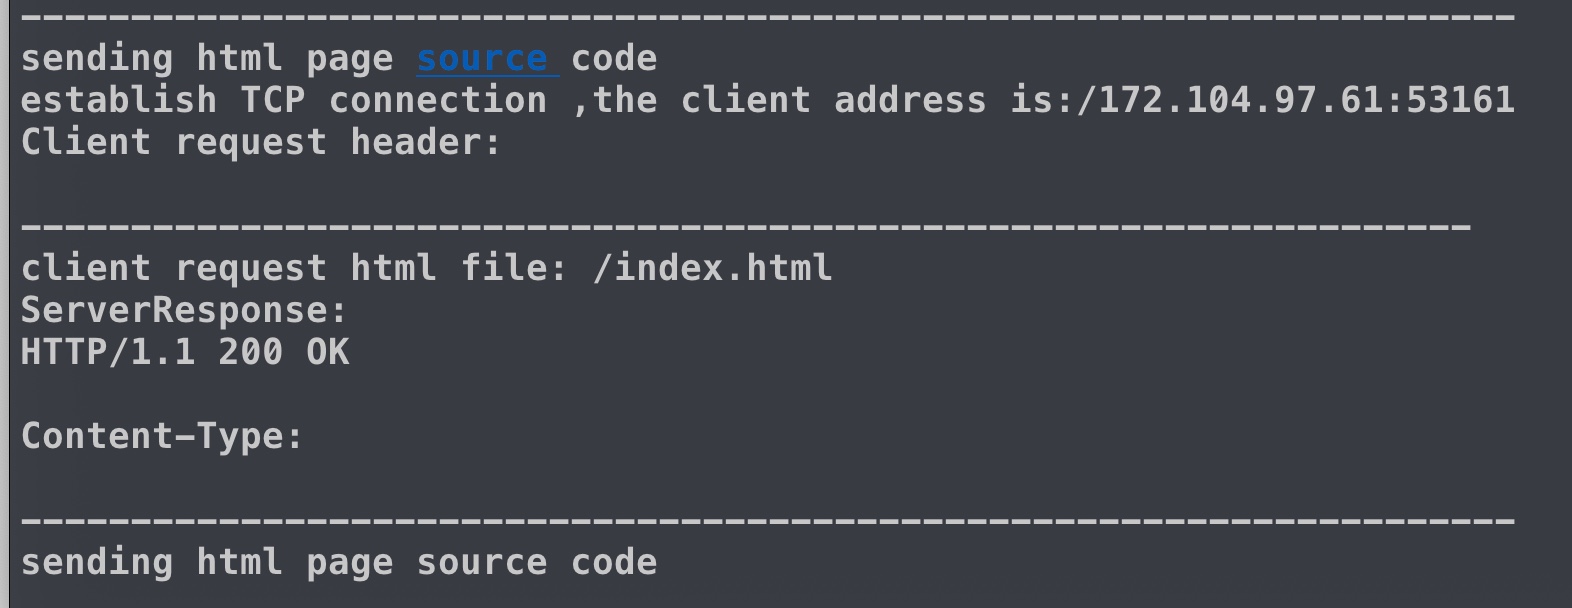 --------------------------------------------------------------------
sending html page source code
establish TCP connection ,the client address is:/172.104.97.61:53161
Client request header:
------------------------------------------------------------------
client request html file: /index.html
ServerResponse:
HTTP/1.1 200 OK
Content-Type:
--------------------------------------------------------------------
sending html page source code